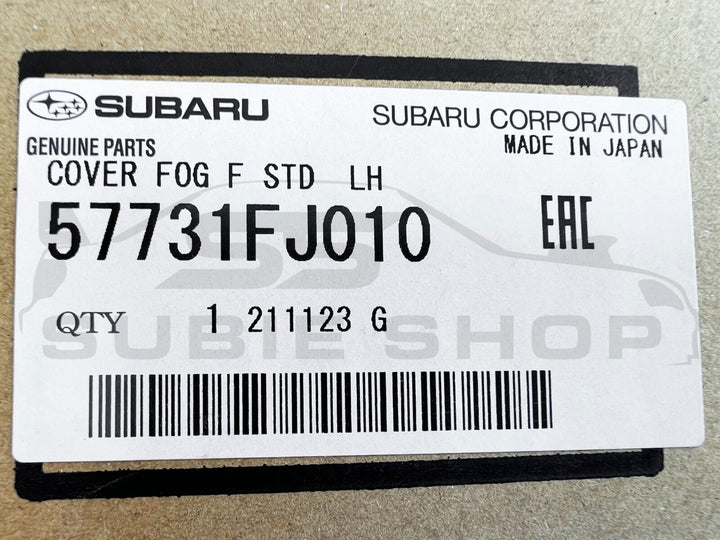 SUBARU
SUBARU CORPORATION
GENUINE PARTS
MADE IN JAPAN
COVER FOG F STD LH
57731FJ010
EAC
QTY 1 211123 G
SS
SUBIE SHOP